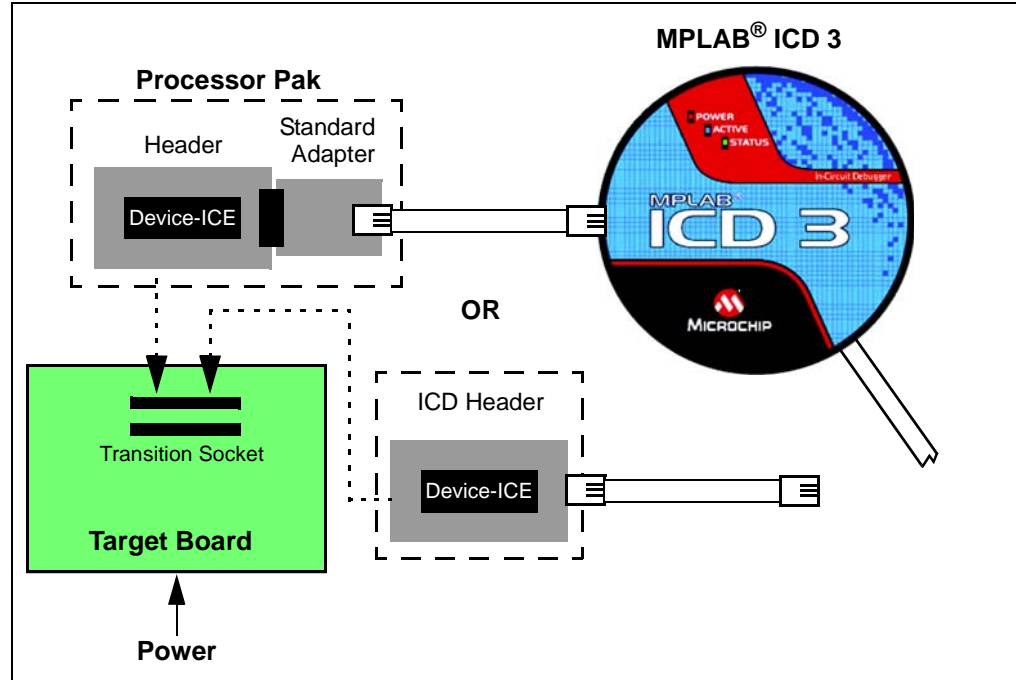 MPLAB® ICD 3
Processor Pak
Header
Standard
Adapter
Device-ICE
POWER
ACTIVE
STATUS
In-Circuit Debugger
MPLAB®
ICD 3
MICROCHIP
OR
ICD Header
Device-ICE
Transition Socket
Target Board
Power